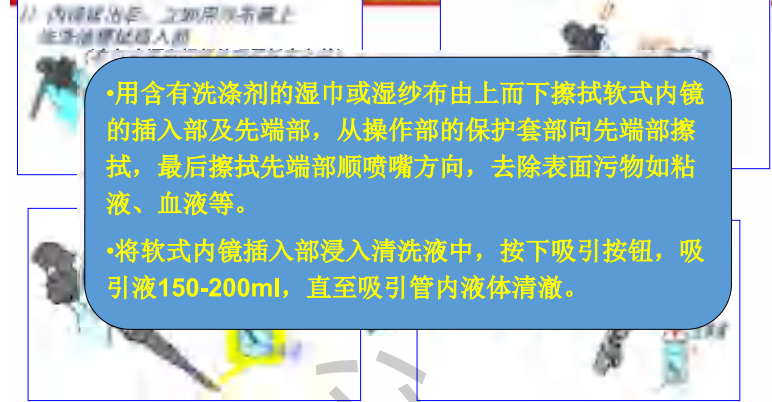 •用含有洗涤剂的湿巾或湿纱布由上而下擦拭软式内镜
的插入部及先端部，从操作部的保护套部向先端部擦
拭，最后擦拭先端部顺喷嘴方向，去除表面污物如粘
液、血液等。
•将软式内镜插入部浸入清洗液中，按下吸引按钮，吸
引液150-200ml，直至吸引管内液体清澈。